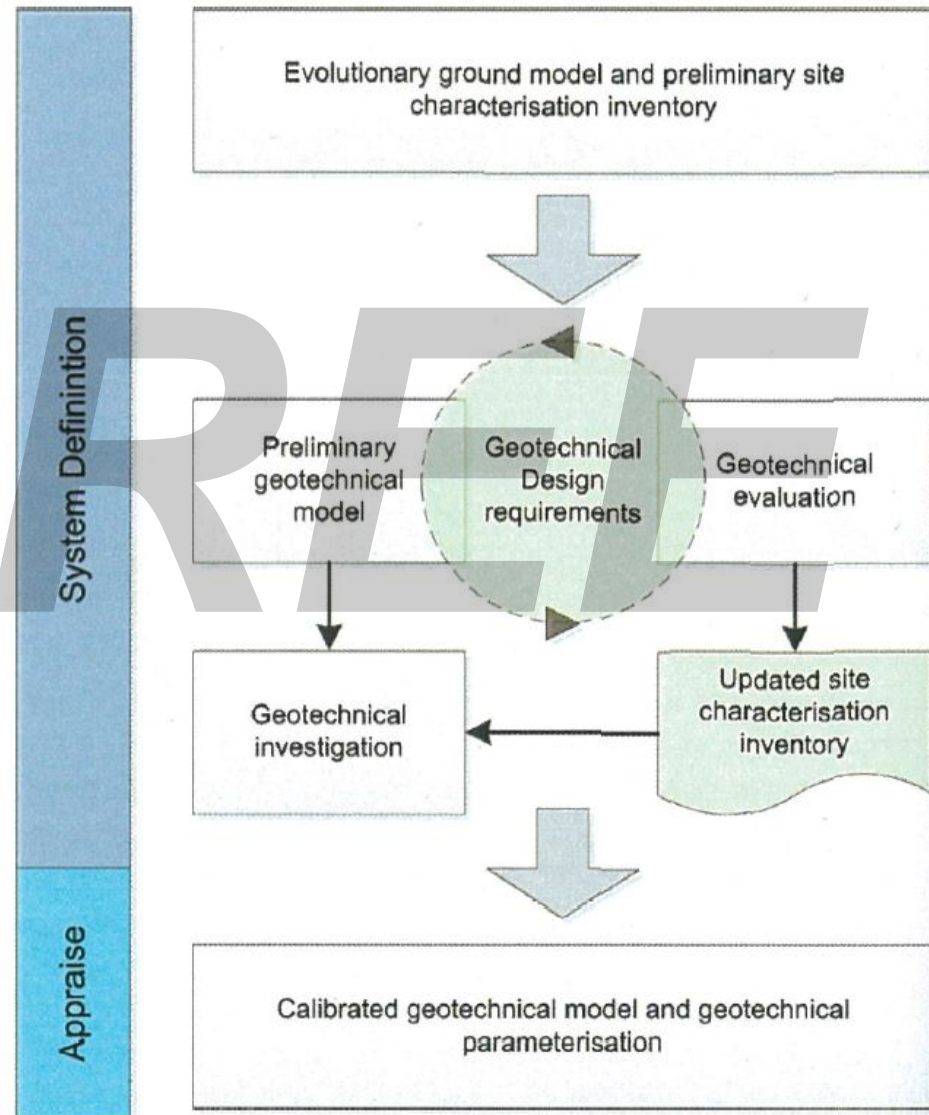 Evolutionary ground model and preliminary site
characterisation inventory
System Definintion
Preliminary
geotechnical
model
Geotechnical
Design
requirements
Geotechnical
evaluation
Geotechnical
investigation
Updated site
characterisation
inventory
Appraise
Calibrated geotechnical model and geotechnical
parameterisation
REE